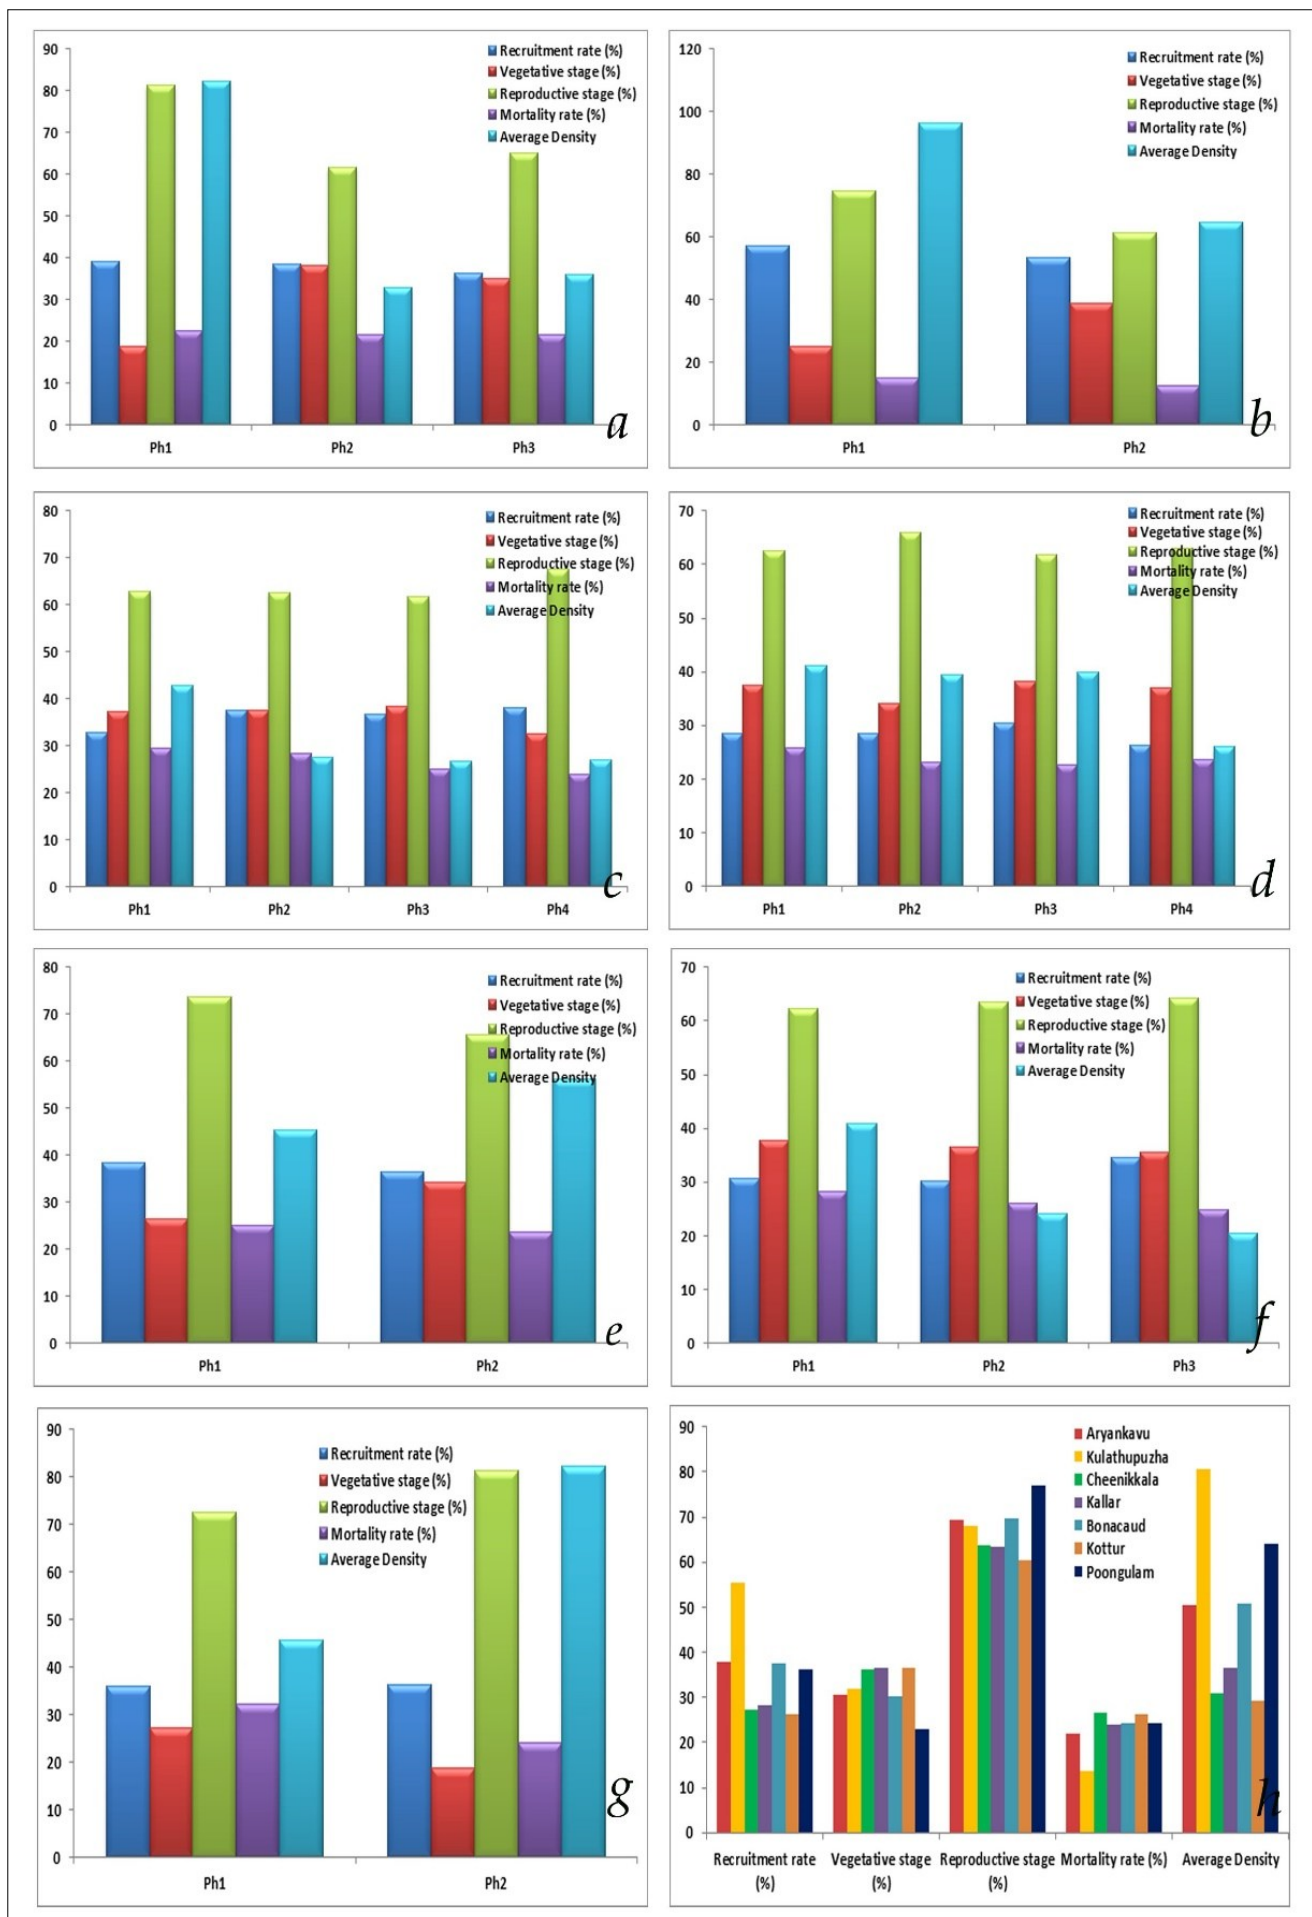 90
80
70
60
50
40
30
20
10
0
Recruitment rate (%)
Vegetative stage (%)
Reproductive stage (%)
Mortality rate (%)
Average Density
Ph1 Ph2 Ph3
a
120
100
80
60
40
20
0
Recruitment rate (%)
Vegetative stage (%)
Reproductive stage (%)
Mortality rate (%)
Average Density
Ph1 Ph2
b
80
70
60
50
40
30
20
10
0
Recruitment rate (%)
Vegetative stage (%)
Reproductive stage (%)
Mortality rate (%)
Average Density
Ph1 Ph2 Ph3 Ph4
c
70
60
50
40
30
20
10
0
Recruitment rate (%)
Vegetative stage (%)
Reproductive stage (%)
Mortality rate (%)
Average Density
Ph1 Ph2 Ph3 Ph4
d
80
70
60
50
40
30
20
10
0
Recruitment rate (%)
Vegetative stage (%)
Reproductive stage (%)
Mortality rate (%)
Average Density
Ph1 Ph2
e
70
60
50
40
30
20
10
0
Recruitment rate (%)
Vegetative stage (%)
Reproductive stage (%)
Mortality rate (%)
Average Density
Ph1 Ph2 Ph3
f
90
80
70
60
50
40
30
20
10
0
Recruitment rate (%)
Vegetative stage (%)
Reproductive stage (%)
Mortality rate (%)
Average Density
Ph1 Ph2
g
90
80
70
60
50
40
30
20
10
0
Aryankavu
Kulathupuzha
Cheenikkala
Kallar
Bonacaud
Kottur
Poongulam
Recruitment rate Vegetative stage Reproductive stage Mortality rate (%) Average Density
(%) (%) (%)
h